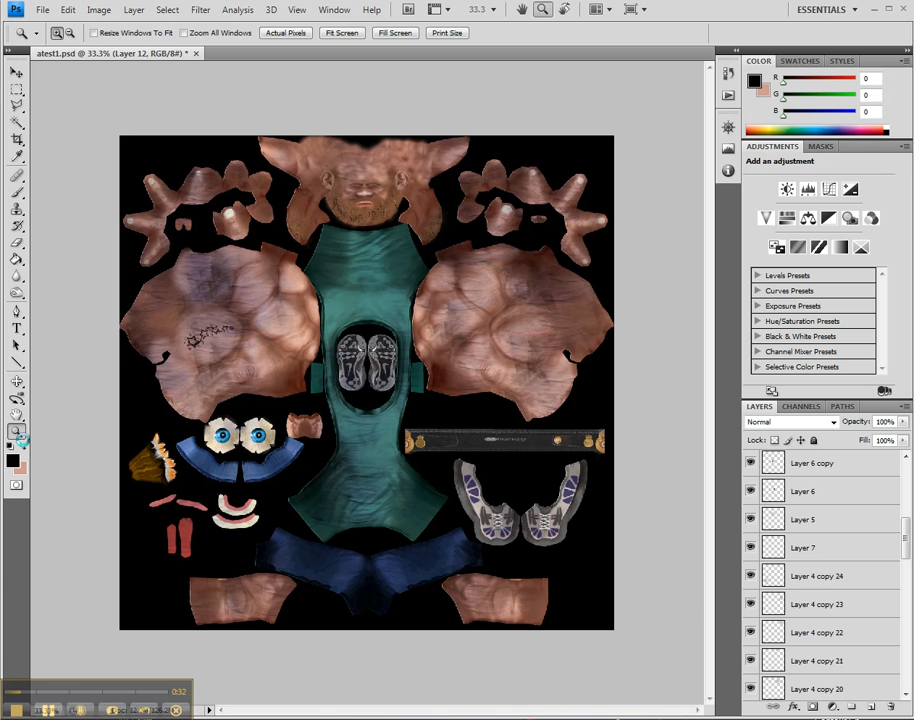 Ps File Edit Image Layer Select Filter Analysis 3D View Window Help Br 33.3 ESSENTIALS
Resize Windows To Fit Zoom All Windows Actual Pixels Fit Screen Fill Screen Print Size
atest1.psd @ 33.3% (Layer 12, RGB/8#) *
COLOR SWATCHES STYLES
R 0
G 0
B 0
ADJUSTMENTS MASKS
Add an adjustment
Levels Presets
Curves Presets
Exposure Presets
Hue/Saturation Presets
Black & White Presets
Channel Mixer Presets
Selective Color Presets
LAYERS CHANNELS PATHS
Normal Opacity: 100%
Lock: Fill: 100%
Layer 6 copy
Layer 6
Layer 5
Layer 7
Layer 4 copy 24
Layer 4 copy 23
Layer 4 copy 22
Layer 4 copy 21
Layer 4 copy 20
0:32